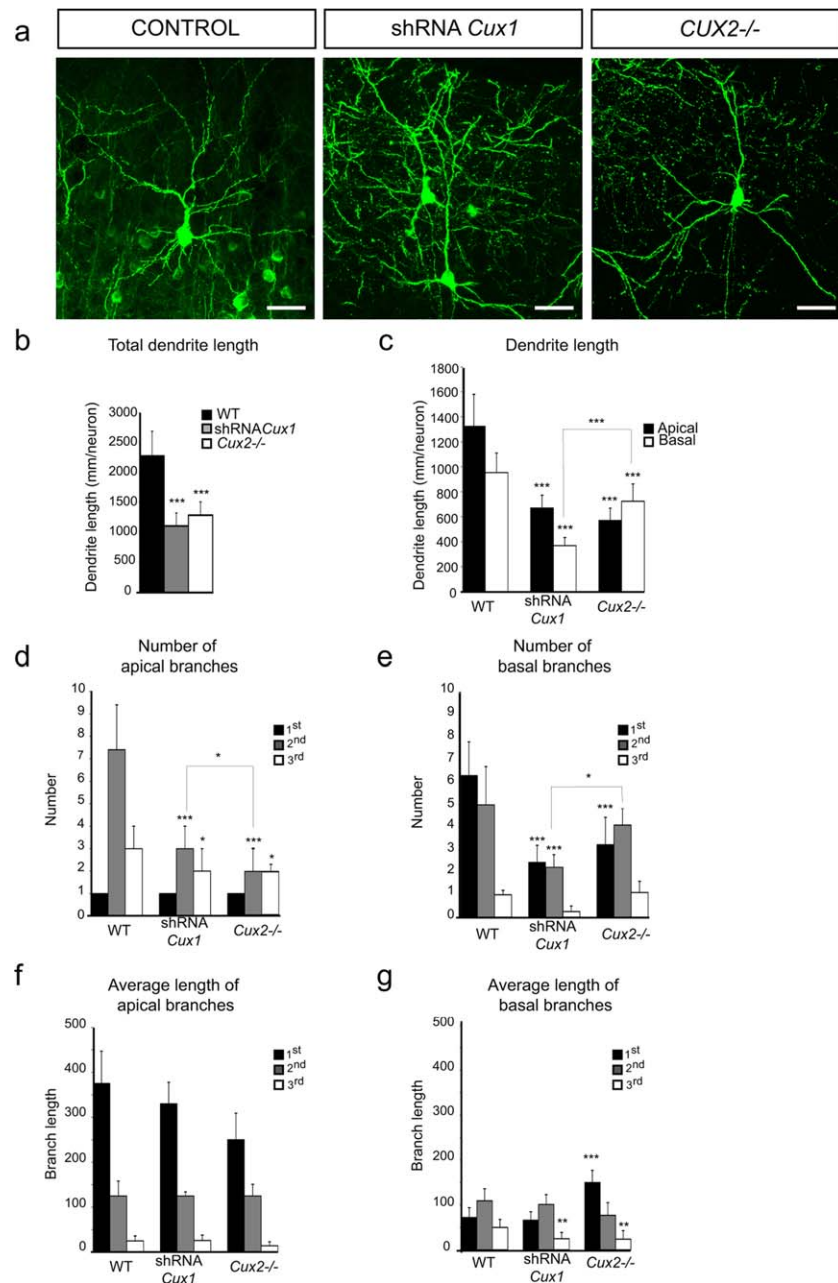 a
CONTROL
shRNA Cux1
CUX2-/-
b
Total dendrite length
3000
2500
2000
1500
1000
500
0
Dendrite length (mm/neuron)
WT
shRNACux1
Cux2-/-
***
***
c
Dendrite length
1800
1600
1400
1200
1000
800
600
400
0
Dendrite length (mm/neuron)
Apical
Basal
***
***
***
***
***
WT
shRNA
Cux1
Cux2-/-
d
Number of
apical branches
10
9
8
7
6
5
4
3
2
1
0
Number
1st
2nd
3rd
*
***
*
***
*
WT
shRNA
Cux1
Cux2-/-
e
Number of
basal branches
10
9
8
7
6
5
4
3
2
1
0
Number
1st
2nd
3rd
*
***
***
***
WT
shRNA
Cux1
Cux2-/-
f
Average length of
apical branches
500
400
300
200
100
0
Branch length
1st
2nd
3rd
WT
shRNA
Cux1
Cux2-/-
g
Average length of
basal branches
500
400
300
200
100
0
Branch length
1st
2nd
3rd
**
***
**
WT
shRNA
Cux1
Cux2-/-